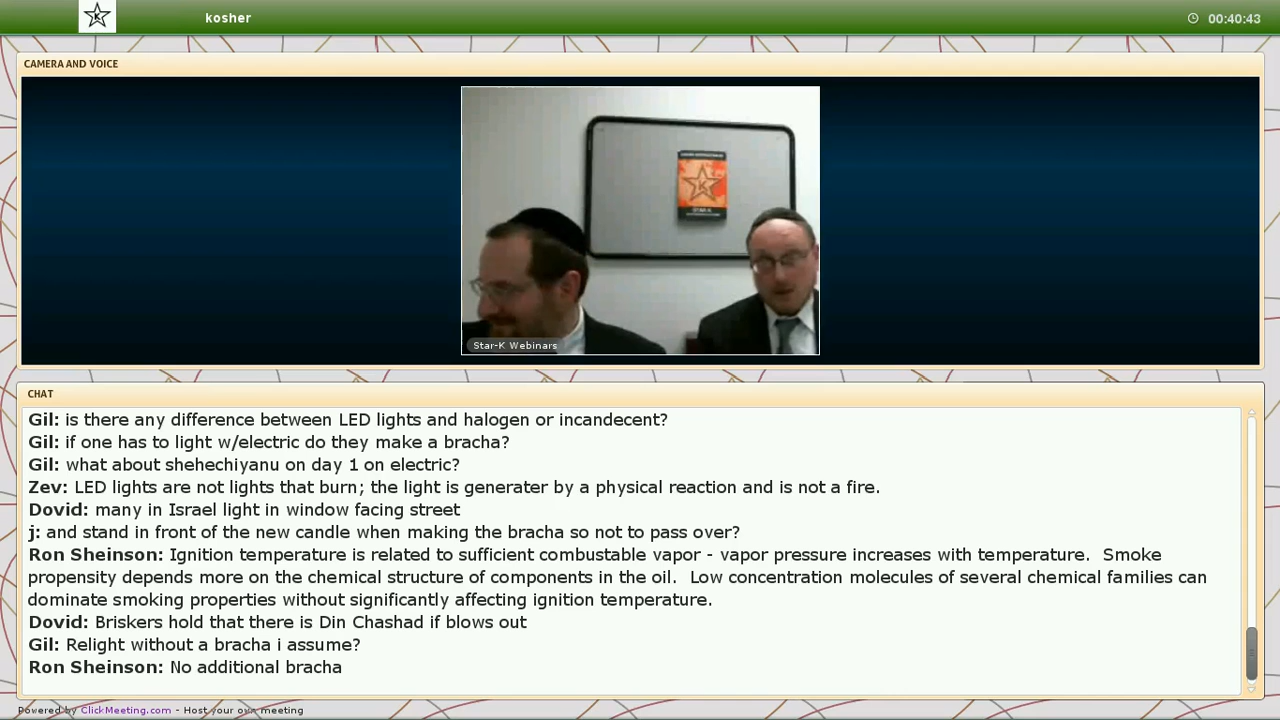 K
kosher
00:40:43
CAMERA AND VOICE
K
STAR-K
Star-K Webinars
CHAT
Gil: is there any difference between LED lights and halogen or incandecent?
Gil: if one has to light w/electric do they make a bracha?
Gil: what about shehechiyanu on day 1 on electric?
Zev: LED lights are not lights that burn; the light is generater by a physical reaction and is not a fire.
Dovid: many in Israel light in window facing street
j: and stand in front of the new candle when making the bracha so not to pass over?
Ron Sheinson: Ignition temperature is related to sufficient combustable vapor - vapor pressure increases with temperature. Smoke
propensity depends more on the chemical structure of components in the oil. Low concentration molecules of several chemical families can
dominate smoking properties without significantly affecting ignition temperature.
Dovid: Briskers hold that there is Din Chashad if blows out
Gil: Relight without a bracha i assume?
Ron Sheinson: No additional bracha
Powered by ClickMeeting.com - Host your own meeting